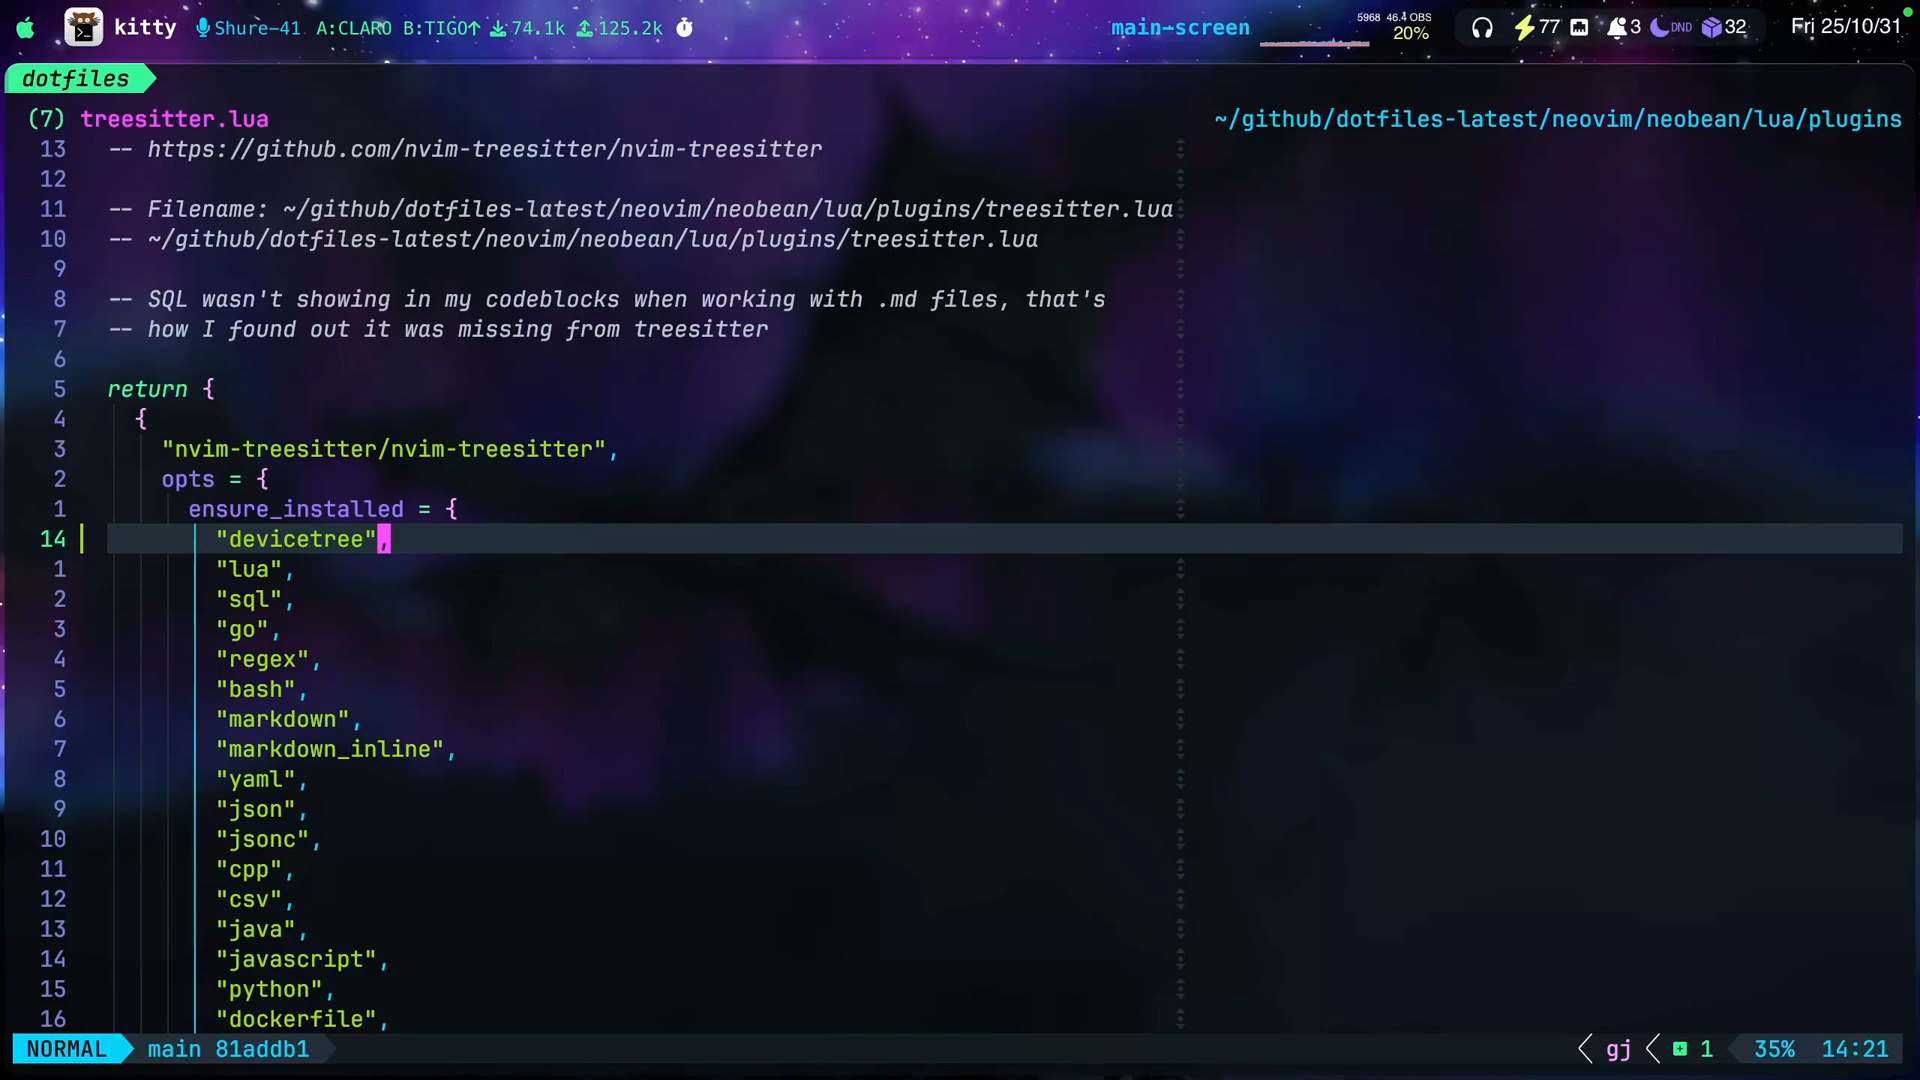 kitty Shure-41 A:CLARO B:TIGO↑ 74.1k 125.2k main-screen 5968 46.4 OBS 20% 77 3 DND 32 Fri 25/10/31
dotfiles
(7) treesitter.lua ~/github/dotfiles-latest/neovim/neobean/lua/plugins
13 -- https://github.com/nvim-treesitter/nvim-treesitter
12
11 -- Filename: ~/github/dotfiles-latest/neovim/neobean/lua/plugins/treesitter.lua
10 -- ~/github/dotfiles-latest/neovim/neobean/lua/plugins/treesitter.lua
9
8 -- SQL wasn't showing in my codeblocks when working with .md files, that's
7 -- how I found out it was missing from treesitter
6
5 return {
4 {
3 "nvim-treesitter/nvim-treesitter",
2 opts = {
1 ensure_installed = {
14 "devicetree",
1 "lua",
2 "sql",
3 "go",
4 "regex",
5 "bash",
6 "markdown",
7 "markdown_inline",
8 "yaml",
9 "json",
10 "jsonc",
11 "cpp",
12 "csv",
13 "java",
14 "javascript",
15 "python",
16 "dockerfile",
NORMAL main 81addb1 gj 1 35% 14:21